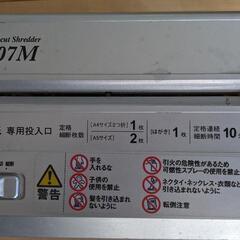 cut Shredder
07M
専用投入口
定格細断枚数
[A4サイズ2つ折] 1枚
[A5サイズ] 2枚
[はがき] 1枚
定格連続細断時間 10分
細断
警告
手を入れるな
子供の使用を禁止
髪を引き込まれないように
引火の危険性があるため可燃性スプレーの使用を禁止
ネクタイ・ネックレス・衣類など引き込まれないように
転倒注意